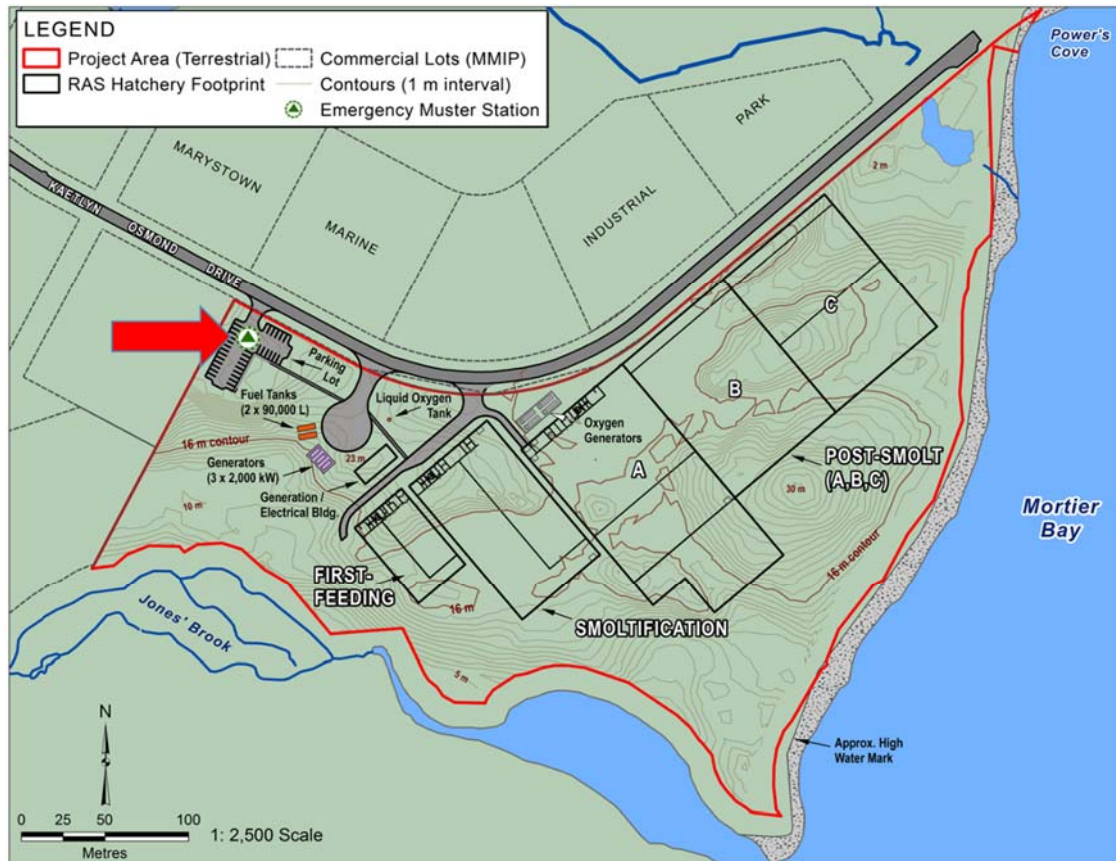 LEGEND
Project Area (Terrestrial)
Commercial Lots (MMIP)
RAS Hatchery Footprint
Contours (1 m interval)
Emergency Muster Station
Power's
Cove
MARYSTOWN
MARINE
INDUSTRIAL
PARK
KAETLYN OSMOND DRIVE
2 m
Parking
Lot
Fuel Tanks
(2 x 90,000 L)
Liquid Oxygen
Tank
Oxygen
Generators
16 m contour
23 m
Generators
(3 x 2,000 kW)
Generation /
Electrical Bldg.
10 m
A
B
C
POST-SMOLT
(A,B,C)
30 m
16 m contour
Mortier
Bay
FIRST-
FEEDING
16 m
SMOLTIFICATION
Jones' Brook
5 m
Approx. High
Water Mark
N
0 25 50 100
Metres
1: 2,500 Scale